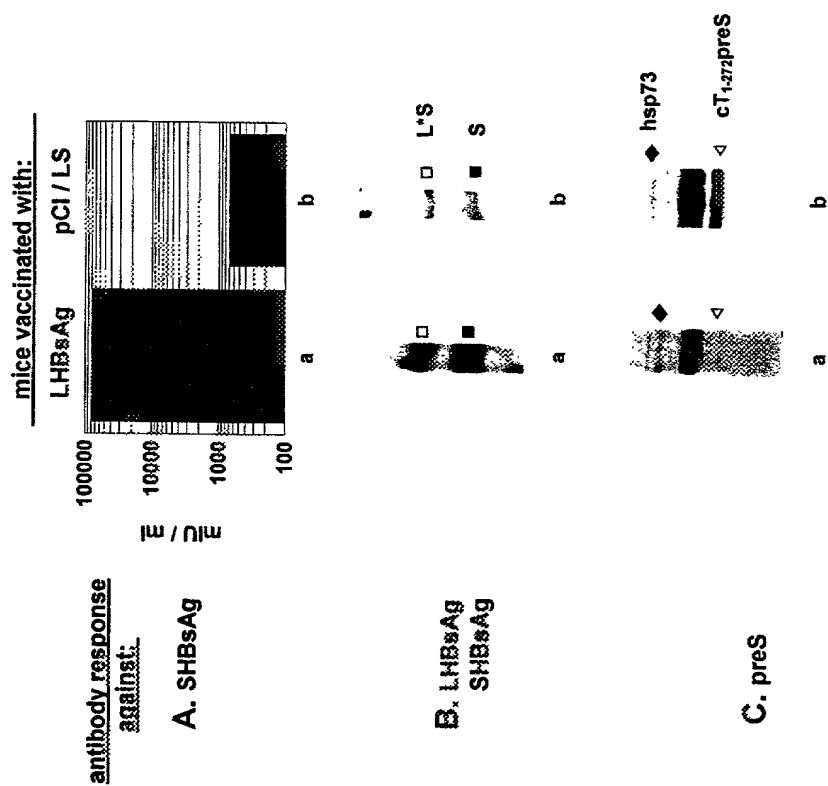 mice vaccinated with:
LHBsAg pCI / LS
antibody response
against:
A. SHBsAg
mIU / ml
100000
10000
1000
100
a b
B. LHBsAg
SHBsAg
L*S
S
a b
C. preS
hsp73
cT1-272preS
a b